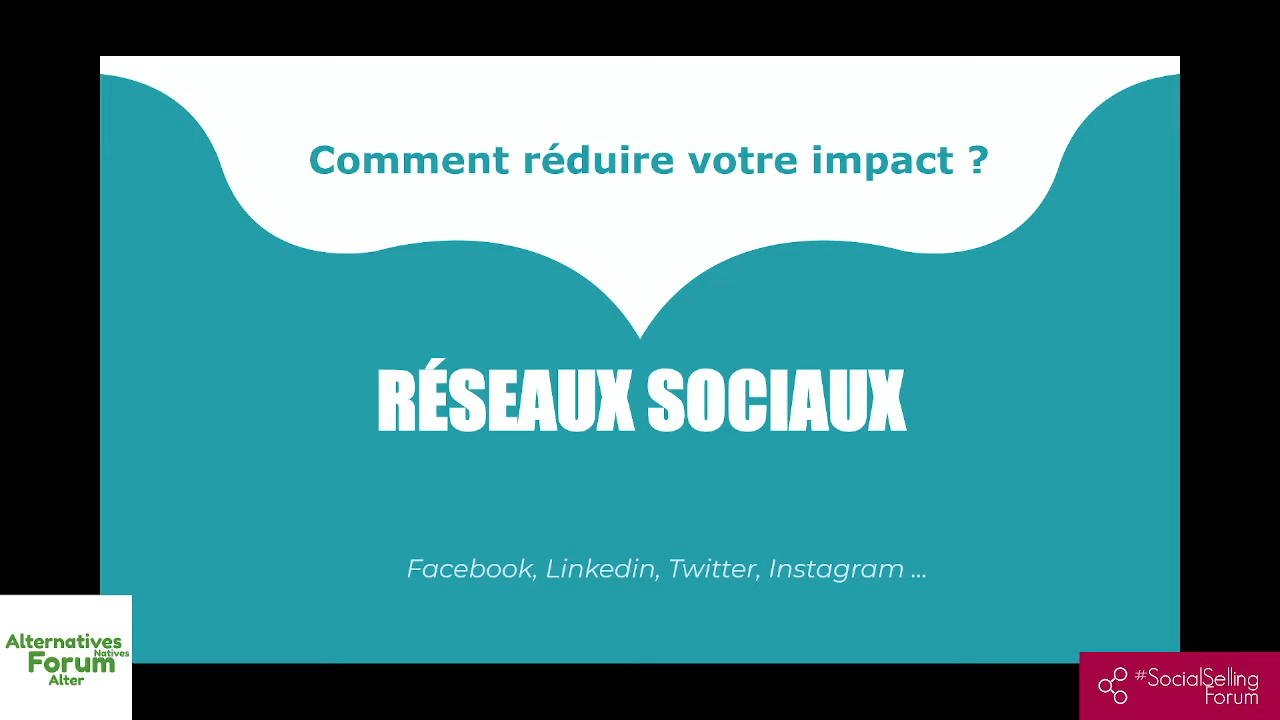 Comment réduire votre impact ?
RÉSEAUX SOCIAUX
Facebook, Linkedin, Twitter, Instagram ...
Alternatives
Natives
Forum
Alter
#SocialSelling
Forum